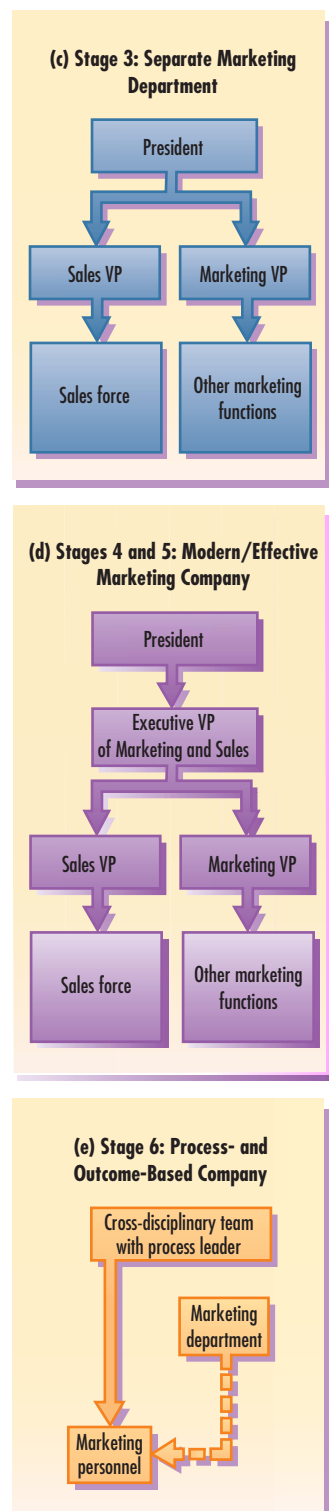 (c) Stage 3: Separate Marketing
Department
President
Sales VP
Marketing VP
Sales force
Other marketing
functions
(d) Stages 4 and 5: Modern/Effective
Marketing Company
President
Executive VP
of Marketing and Sales
Sales VP
Marketing VP
Sales force
Other marketing
functions
(e) Stage 6: Process- and
Outcome-Based Company
Cross-disciplinary team
with process leader
Marketing
department
Marketing
personnel